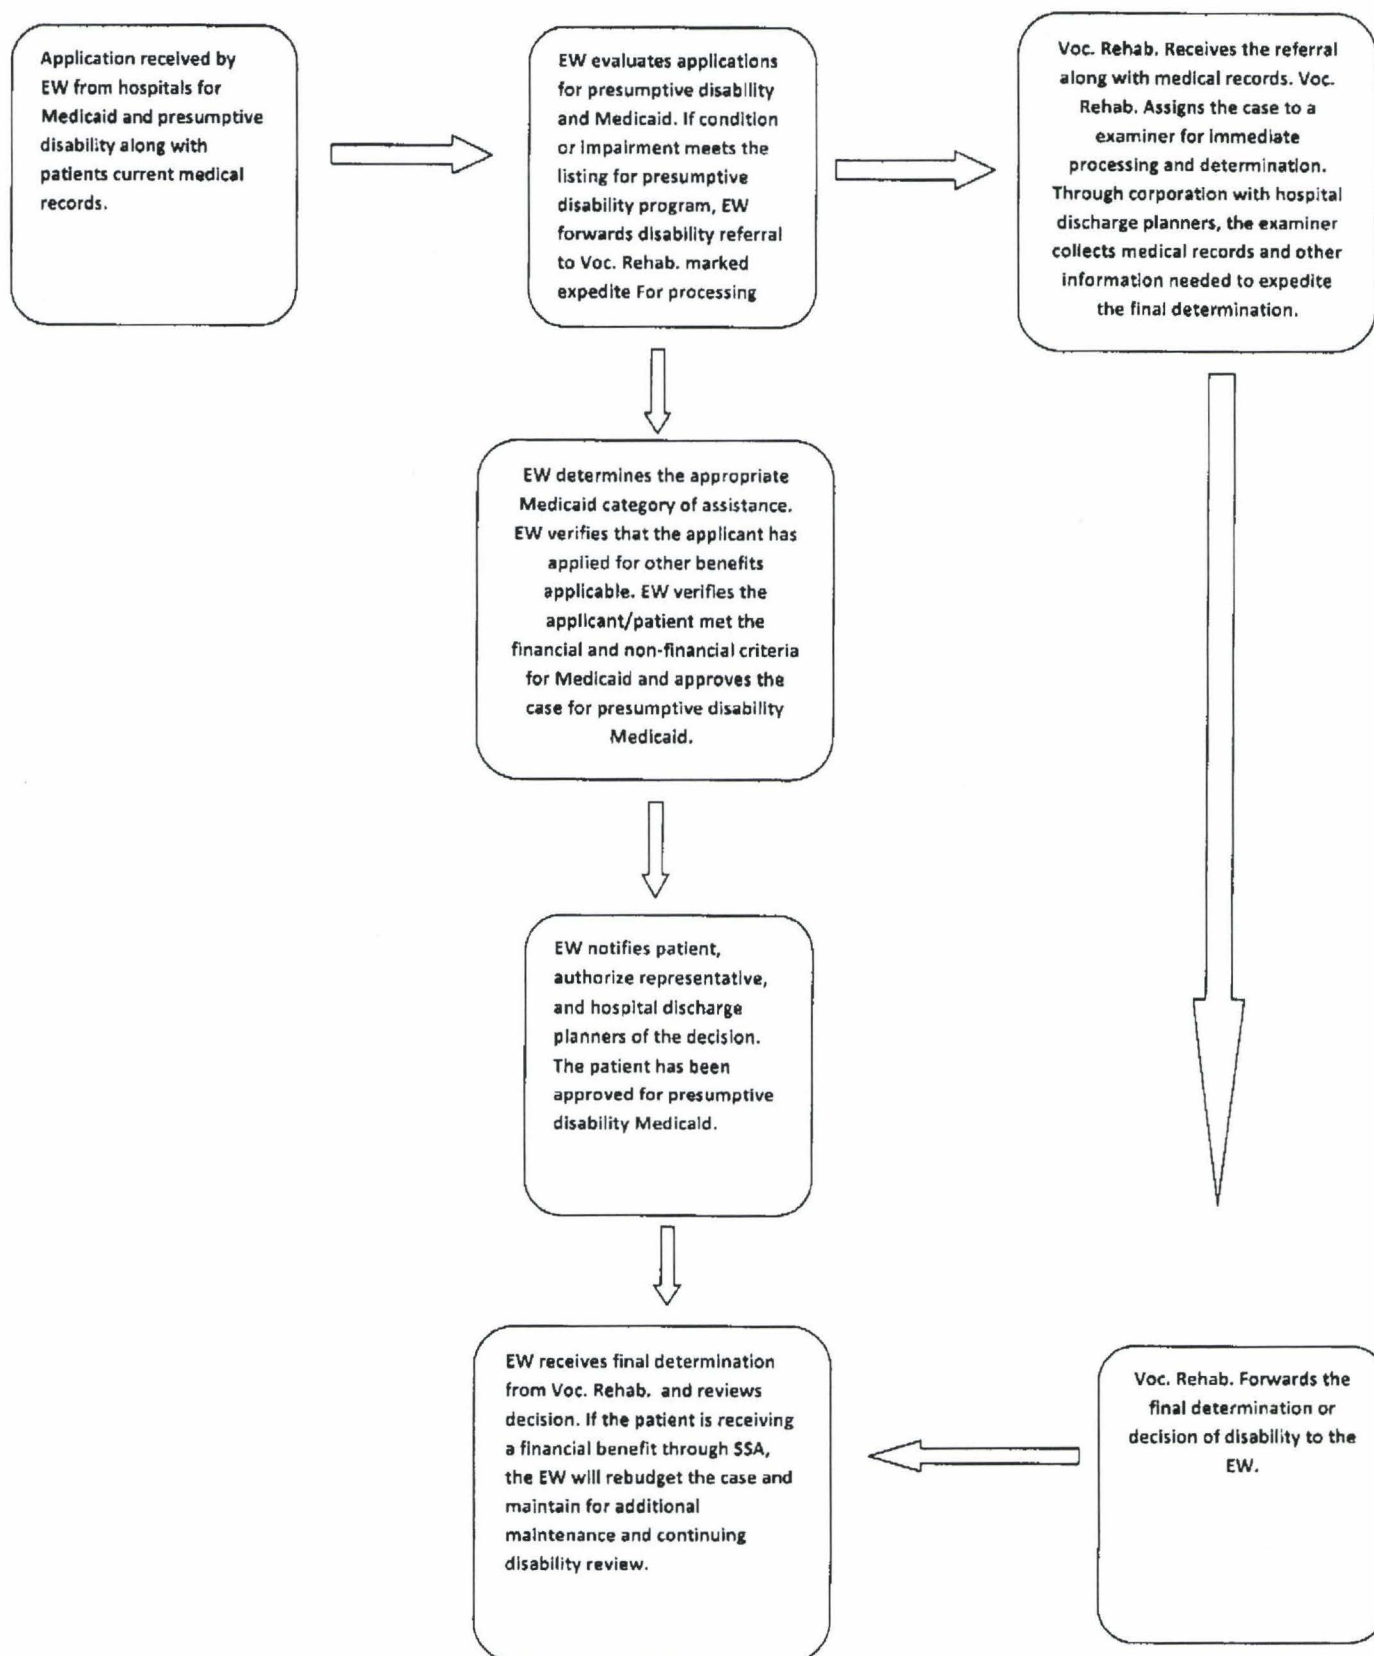 Application received by
EW from hospitals for
Medicaid and presumptive
disability along with
patients current medical
records.
EW evaluates applications
for presumptive disability
and Medicaid. If condition
or impairment meets the
listing for presumptive
disability program, EW
forwards disability referral
to Voc. Rehab. marked
expedite For processing
Voc. Rehab. Receives the referral
along with medical records. Voc.
Rehab. Assigns the case to a
examiner for immediate
processing and determination.
Through corporation with hospital
discharge planners, the examiner
collects medical records and other
information needed to expedite
the final determination.
EW determines the appropriate
Medicaid category of assistance.
EW verifies that the applicant has
applied for other benefits
applicable. EW verifies the
applicant/patient met the
financial and non-financial criteria
for Medicaid and approves the
case for presumptive disability
Medicaid.
EW notifies patient,
authorize representative,
and hospital discharge
planners of the decision.
The patient has been
approved for presumptive
disability Medicaid.
EW receives final determination
from Voc. Rehab. and reviews
decision. If the patient is receiving
a financial benefit through SSA,
the EW will rebudget the case and
maintain for additional
maintenance and continuing
disability review.
Voc. Rehab. Forwards the
final determination or
decision of disability to the
EW.